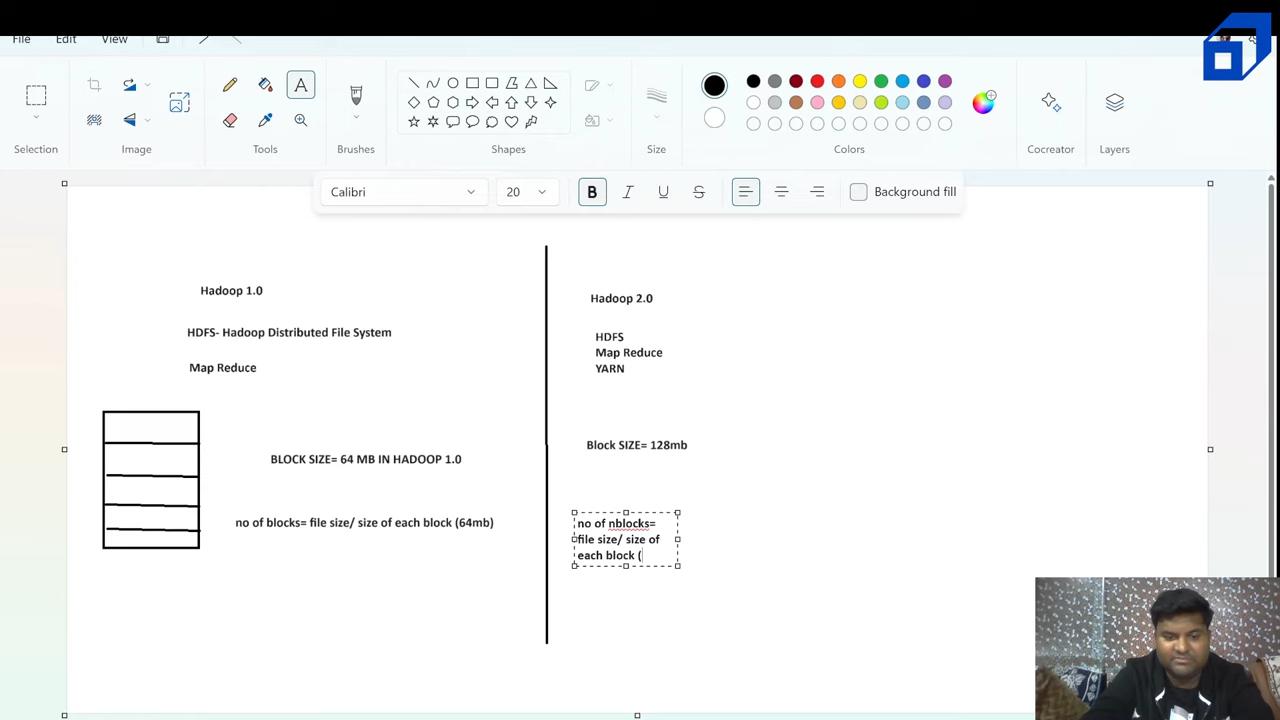 File Edit View
Calibri 20 B I U S Background fill
Selection Image Tools Brushes Shapes Size Colors Cocreator Layers
Hadoop 1.0
HDFS- Hadoop Distributed File System
Map Reduce
BLOCK SIZE= 64 MB IN HADOOP 1.0
no of blocks= file size/ size of each block (64mb)
Hadoop 2.0
HDFS
Map Reduce
YARN
Block SIZE= 128mb
no of nblocks=
file size/ size of
each block (